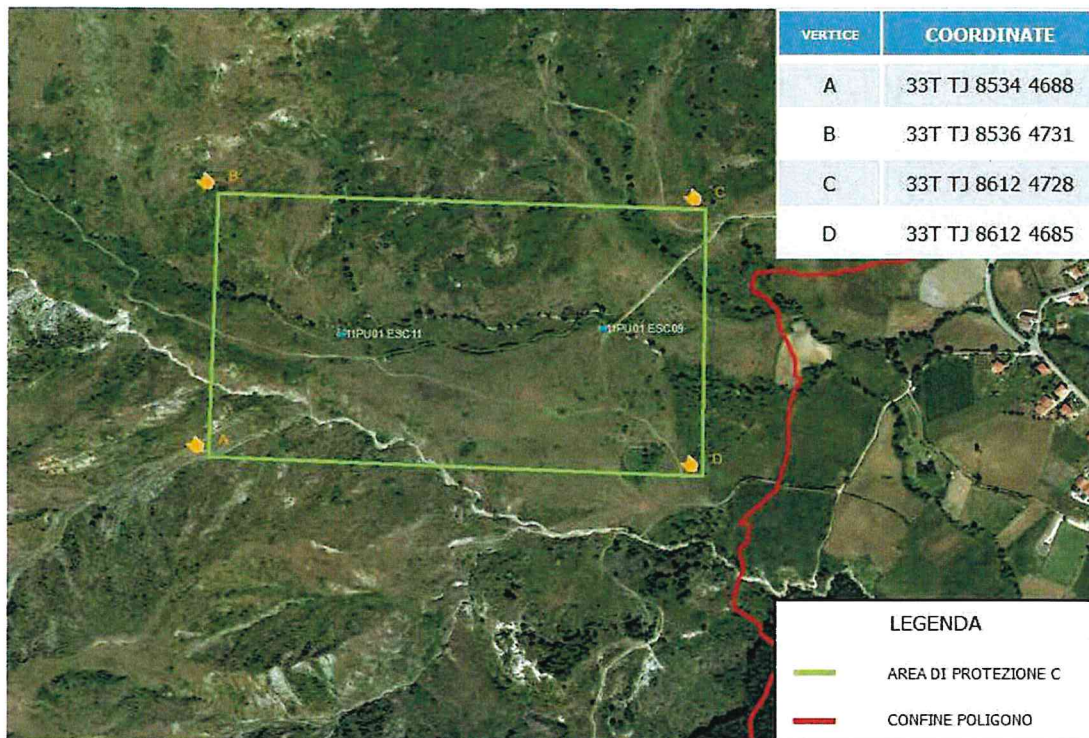 VERTICE COORDINATE
A 33T TJ 8534 4688
B 33T TJ 8536 4731
C 33T TJ 8612 4728
D 33T TJ 8612 4685
B
C
11PU01 ESC11
11PU01 ESC09
A
D
LEGENDA
AREA DI PROTEZIONE C
CONFINE POLIGONO